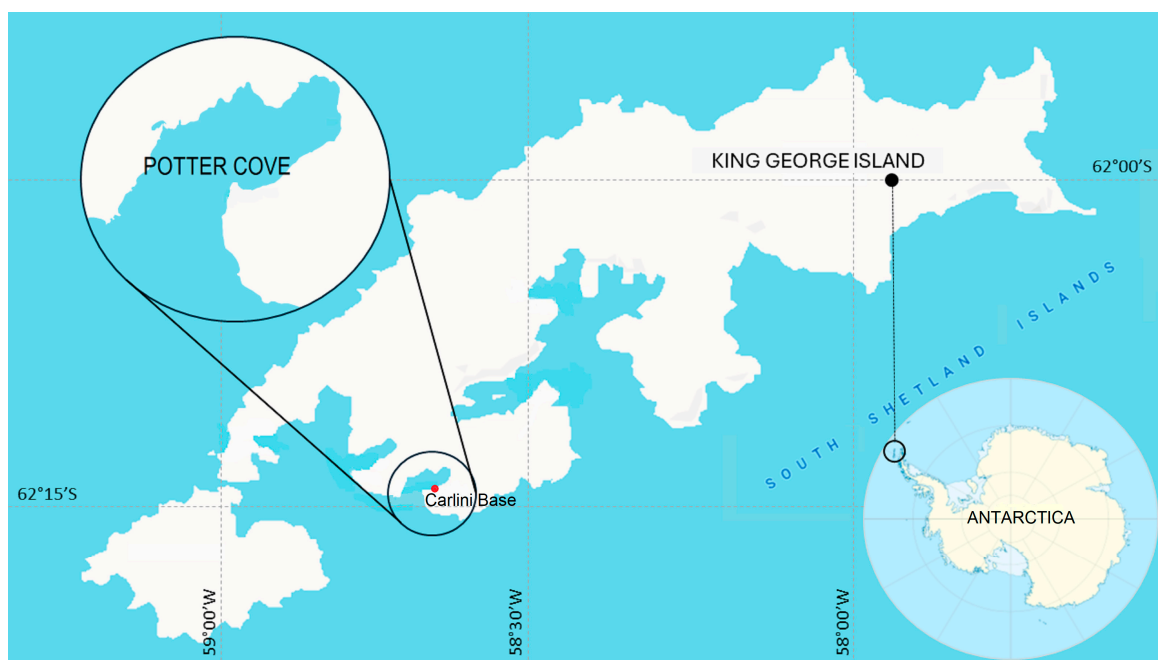 POTTER COVE
KING GEORGE ISLAND
62°00'S
SOUTH SHETLAND ISLANDS
62°15'S
Carlini Base
ANTARCTICA
59°00'W
58°30'W
58°00'W